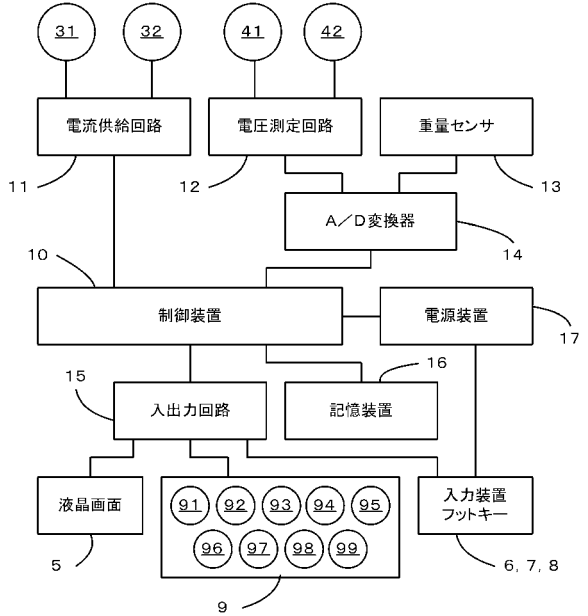 31
32
41
42
電流供給回路
電圧測定回路
重量センサ
11
12
13
A/D変換器
14
10
制御装置
電源装置
17
15
16
入出力回路
記憶装置
液晶画面
91
92
93
94
95
96
97
98
99
入力装置
フットキー
5
9
6, 7, 8